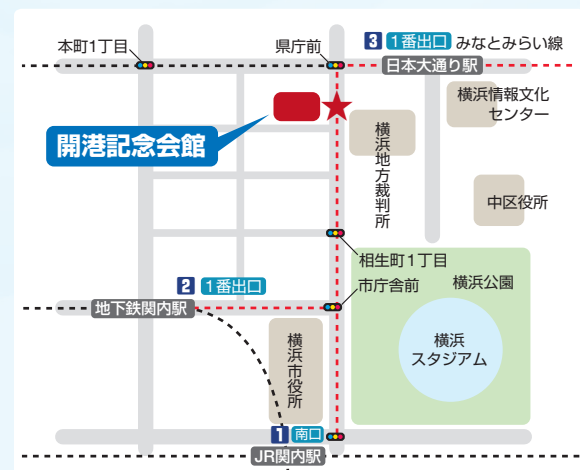 本町1丁目
県庁前
3 1番出口 みなとみらい線
日本大通り駅
横浜情報文化
センター
開港記念会館
横浜地方裁判所
中区役所
相生町1丁目
2 1番出口
市庁舎前
横浜公園
地下鉄関内駅
横浜
スタジアム
横浜市役所
1 南口
JR関内駅